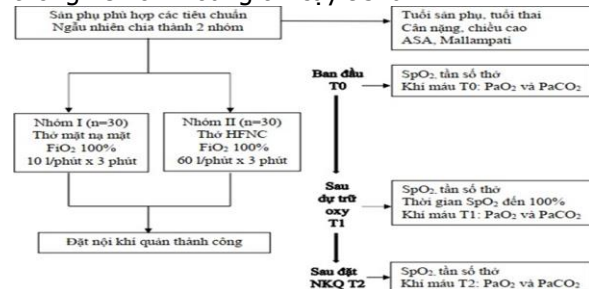 Sản phụ phù hợp các tiêu chuẩn
Ngẫu nhiên chia thành 2 nhóm
Tuổi sản phụ, tuổi thai
Cân nặng, chiều cao
ASA, Mallampati
Ban đầu
T0
SpO₂, tần số thở
Khí máu T0: PaO₂ và PaCO₂
Nhóm I (n=30)
Thở mặt nạ mặt
FiO₂ 100%
10 l/phút x 3 phút
Nhóm II (n=30)
Thở HFNC
FiO₂ 100%
60 l/phút x 3 phút
Sau
dự trữ
oxy
T1
SpO₂, tần số thở
Thời gian SpO₂ đến 100%
Khí máu T1: PaO₂ và PaCO₂
Đặt nội khí quản thành công
Sau đặt
NKQ T2
SpO₂, tần số thở
Khí máu T2: PaO₂ và PaCO₂